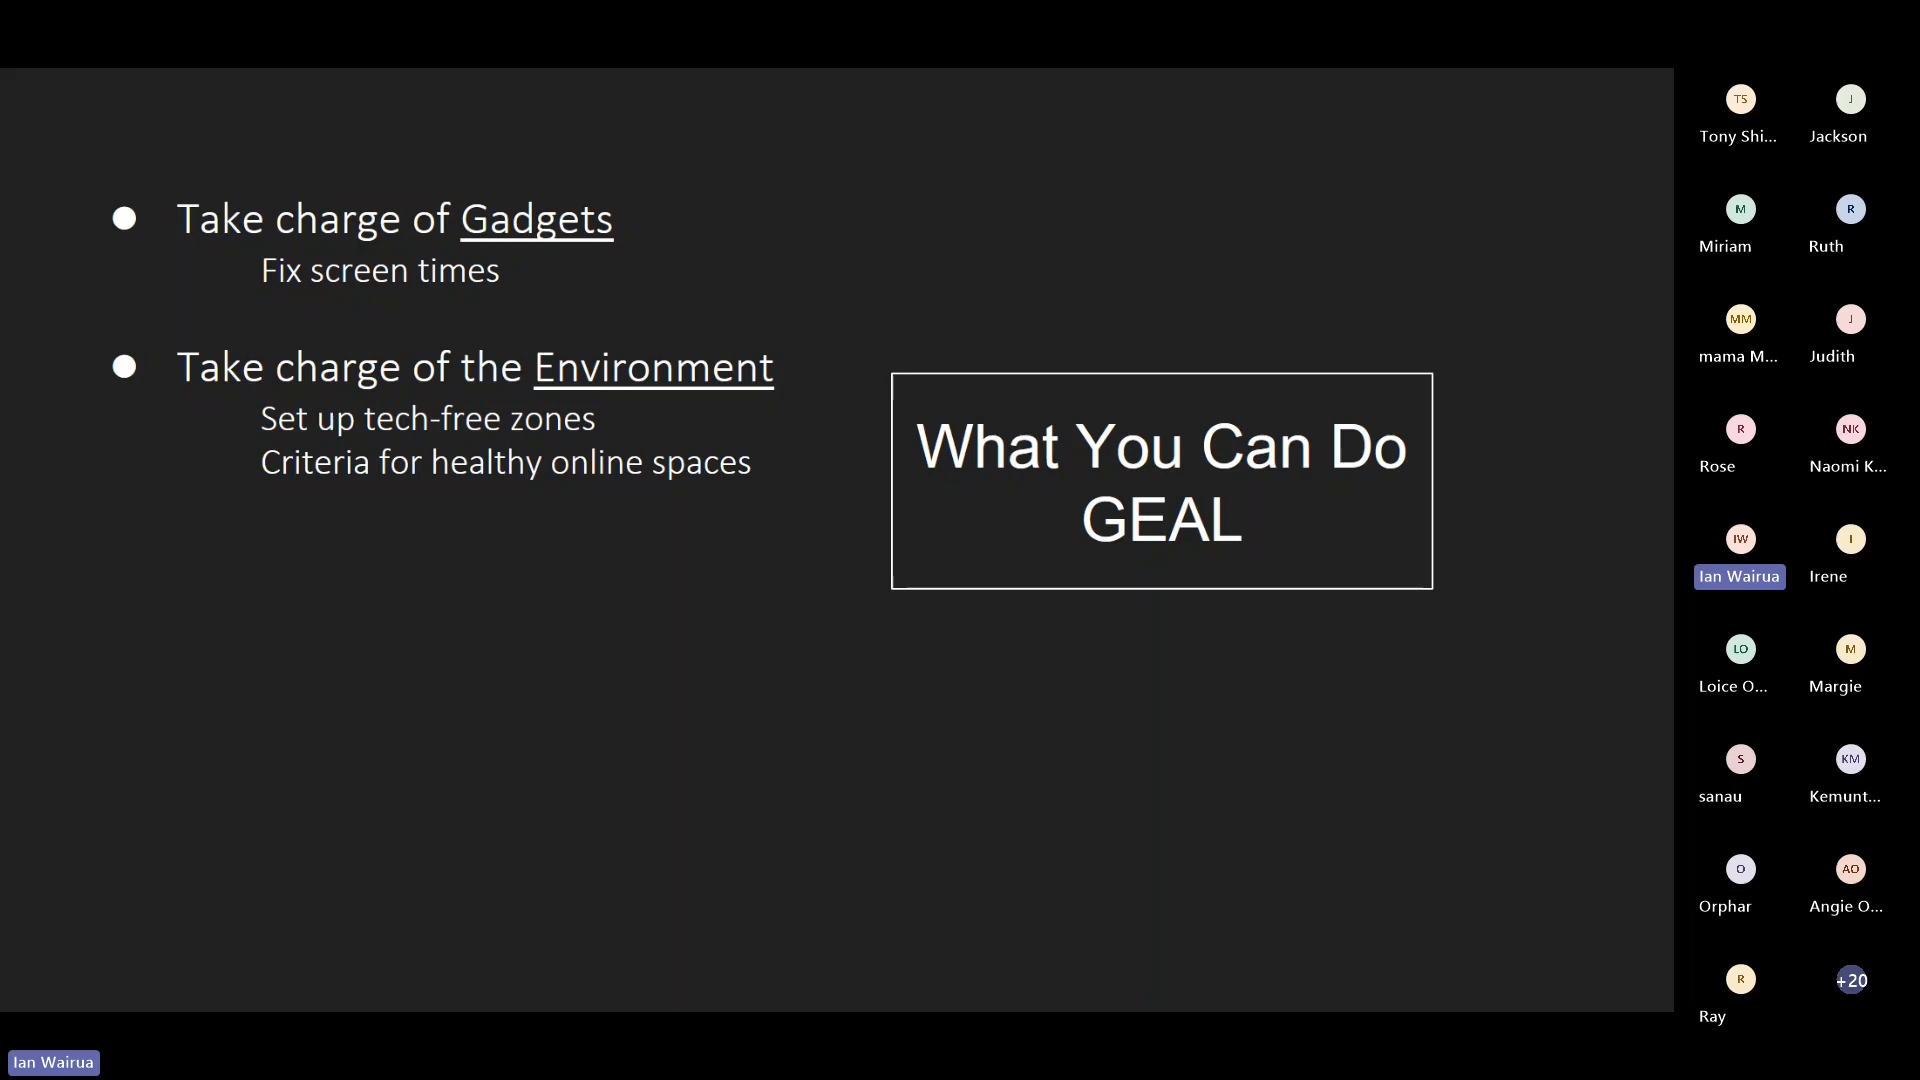 ● Take charge of Gadgets
Fix screen times
● Take charge of the Environment
Set up tech-free zones
Criteria for healthy online spaces
What You Can Do
GEAL
TS
Tony Shi...
J
Jackson
M
Miriam
R
Ruth
MM
mama M...
J
Judith
R
Rose
NK
Naomi K...
IW
Ian Wairua
I
Irene
LO
Loice O...
M
Margie
S
sanau
KM
Kemunt...
O
Orphar
AO
Angie O...
R
Ray
+20
Ian Wairua